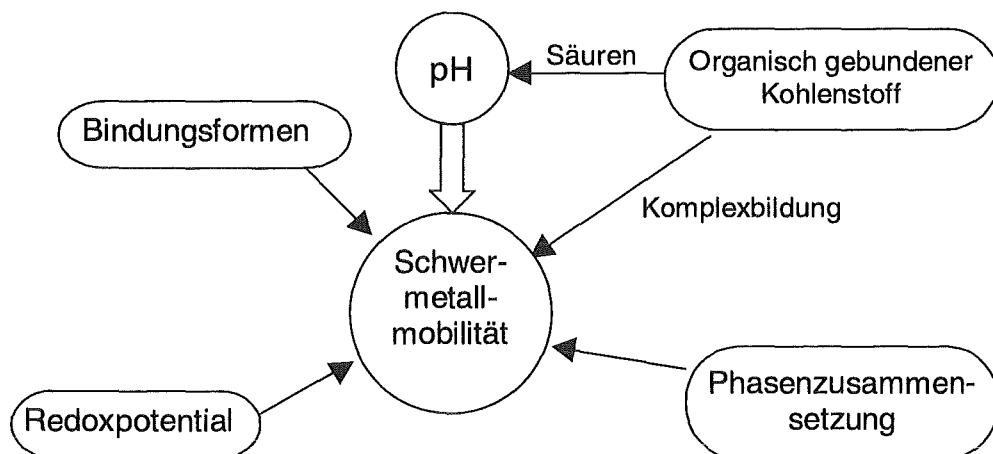 pH
Säuren
Organisch gebundener
Kohlenstoff
Bindungsformen
Komplexbildung
Schwer-
metall-
mobilität
Redoxpotential
Phasenzusammen-
setzung